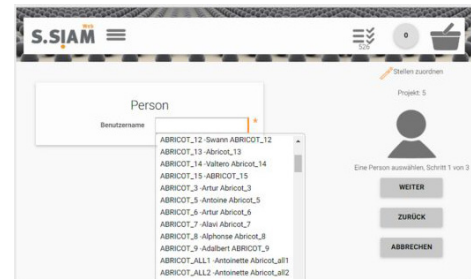 Web
S.SIAM
526
0
Stellen zuordnen
Projekt: 5
Person
Benutzername
*
ABRICOT_12 -Swann ABRICOT_12
ABRICOT_13 -Abricot_13
ABRICOT_14 -Valtero Abricot_14
ABRICOT_15 -ABRICOT_15
ABRICOT_3 -Artur Abricot_3
ABRICOT_5 -Antoine Abricot_5
ABRICOT_6 -Artur Abricot_6
ABRICOT_7 -Alavi Abricot_7
ABRICOT_8 -Alphonse Abricot_8
ABRICOT_9 -Adalbert ABRICOT_9
ABRICOT_ALL1 -Antoinette Abricot_all1
ABRICOT_ALL2 -Antoinette Abricot_all2
Eine Person auswählen, Schritt 1 von 3
WEITER
ZURÜCK
ABBRECHEN